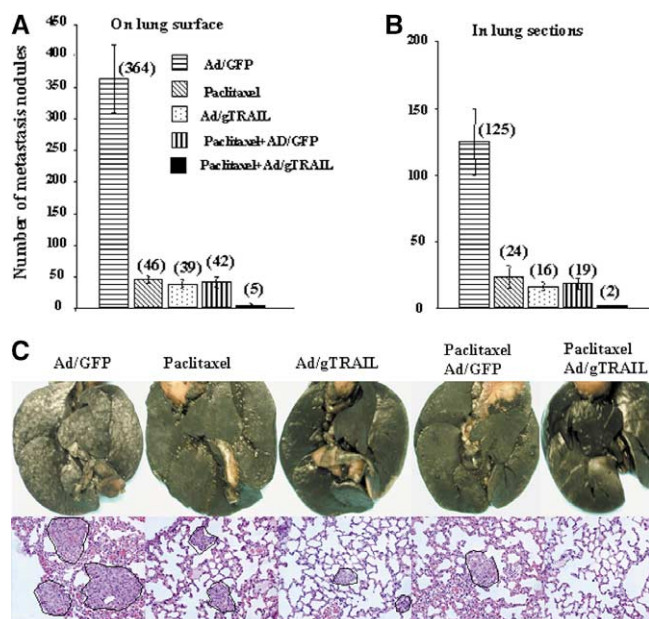 A
On lung surface
Number of metastasis nodules
450
400
350
300
250
200
150
100
50
0
(364)
(46)
(39)
(42)
(5)
Ad/GFP
Paclitaxel
Ad/gTRAIL
Paclitaxel+AD/GFP
Paclitaxel+Ad/gTRAIL
B
In lung sections
200
150
100
50
0
(125)
(24)
(16)
(19)
(2)
C
Ad/GFP
Paclitaxel
Ad/gTRAIL
Paclitaxel
Ad/GFP
Paclitaxel
Ad/gTRAIL